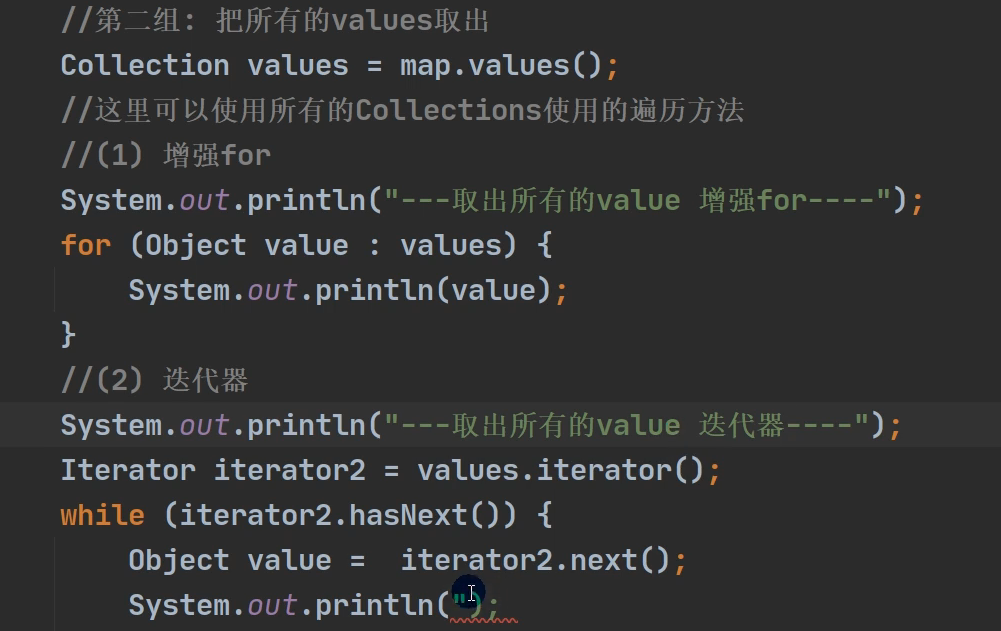 //第二组: 把所有的values取出
Collection values = map.values();
//这里可以使用所有的Collections使用的遍历方法
//(1) 增强for
System.out.println("---取出所有的value 增强for----");
for (Object value : values) {
System.out.println(value);
}
//(2) 迭代器
System.out.println("---取出所有的value 迭代器----");
Iterator iterator2 = values.iterator();
while (iterator2.hasNext()) {
Object value =  iterator2.next();
System.out.println(");